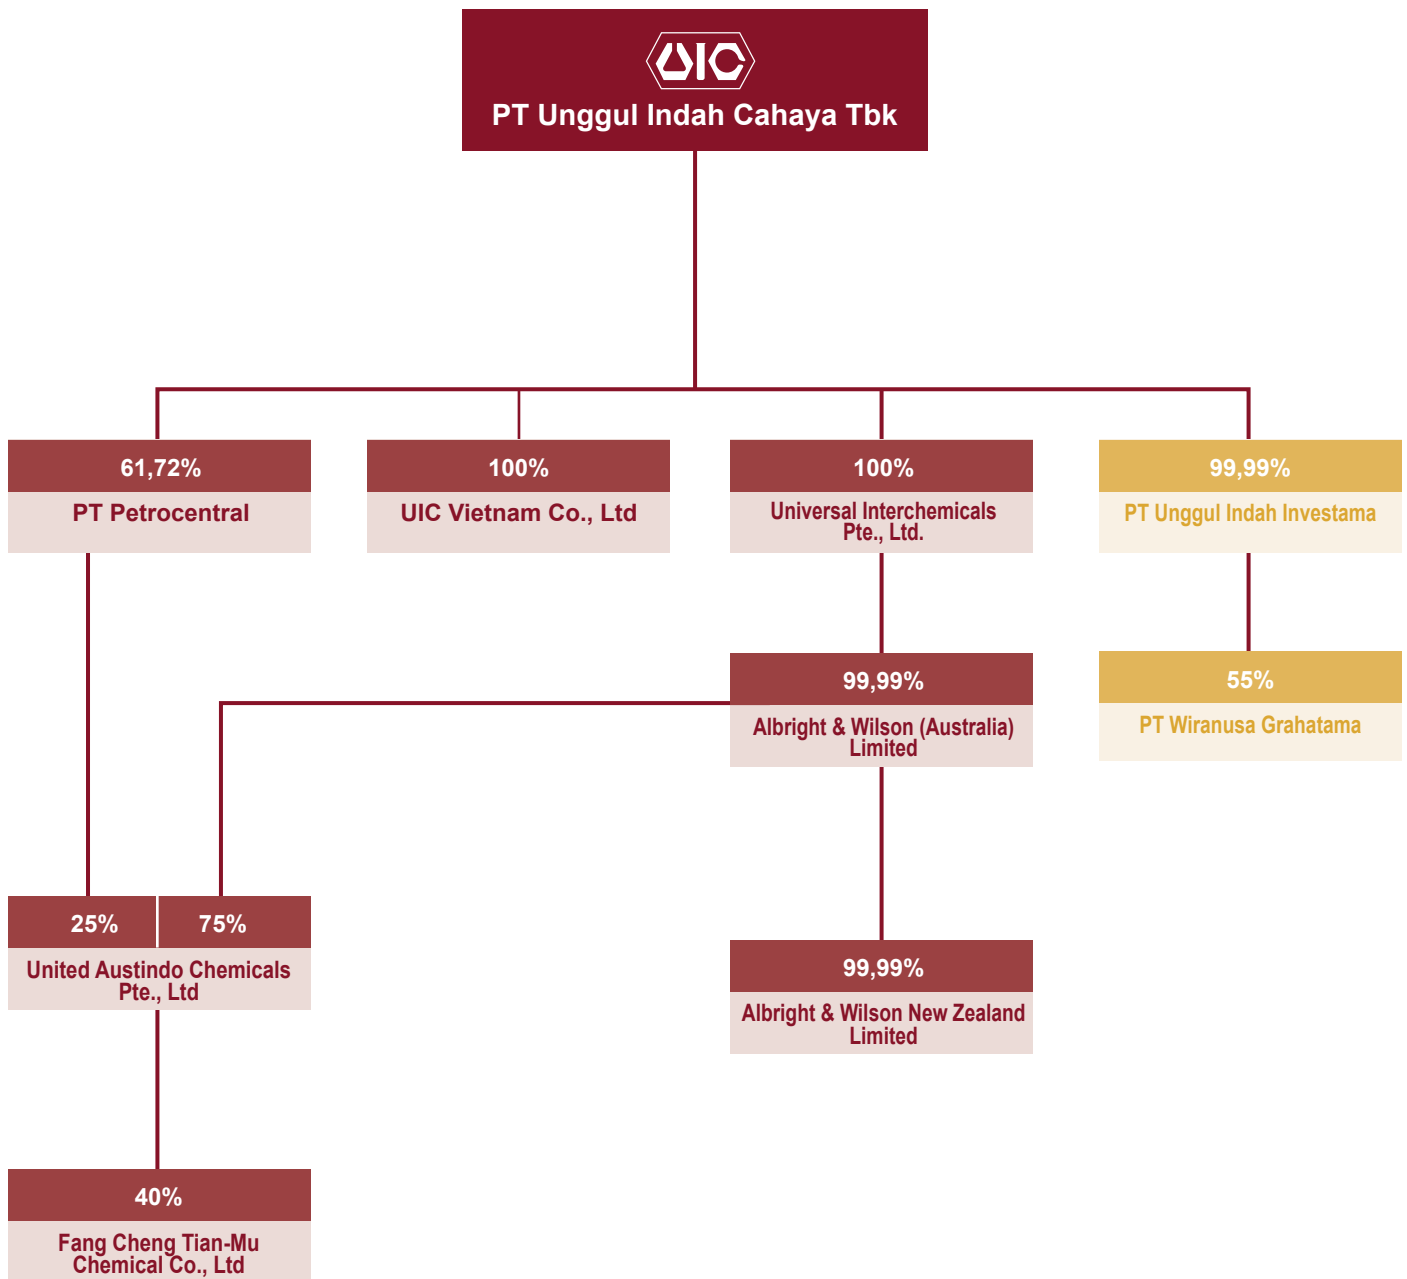 UIC
PT Unggul Indah Cahaya Tbk
61,72%
PT Petrocentral
100%
UIC Vietnam Co., Ltd
100%
Universal Interchemicals
Pte., Ltd.
99,99%
PT Unggul Indah Investama
99,99%
Albright & Wilson (Australia)
Limited
55%
PT Wiranusa Grahatama
25%
75%
United Austindo Chemicals
Pte., Ltd
99,99%
Albright & Wilson New Zealand
Limited
40%
Fang Cheng Tian-Mu
Chemical Co., Ltd